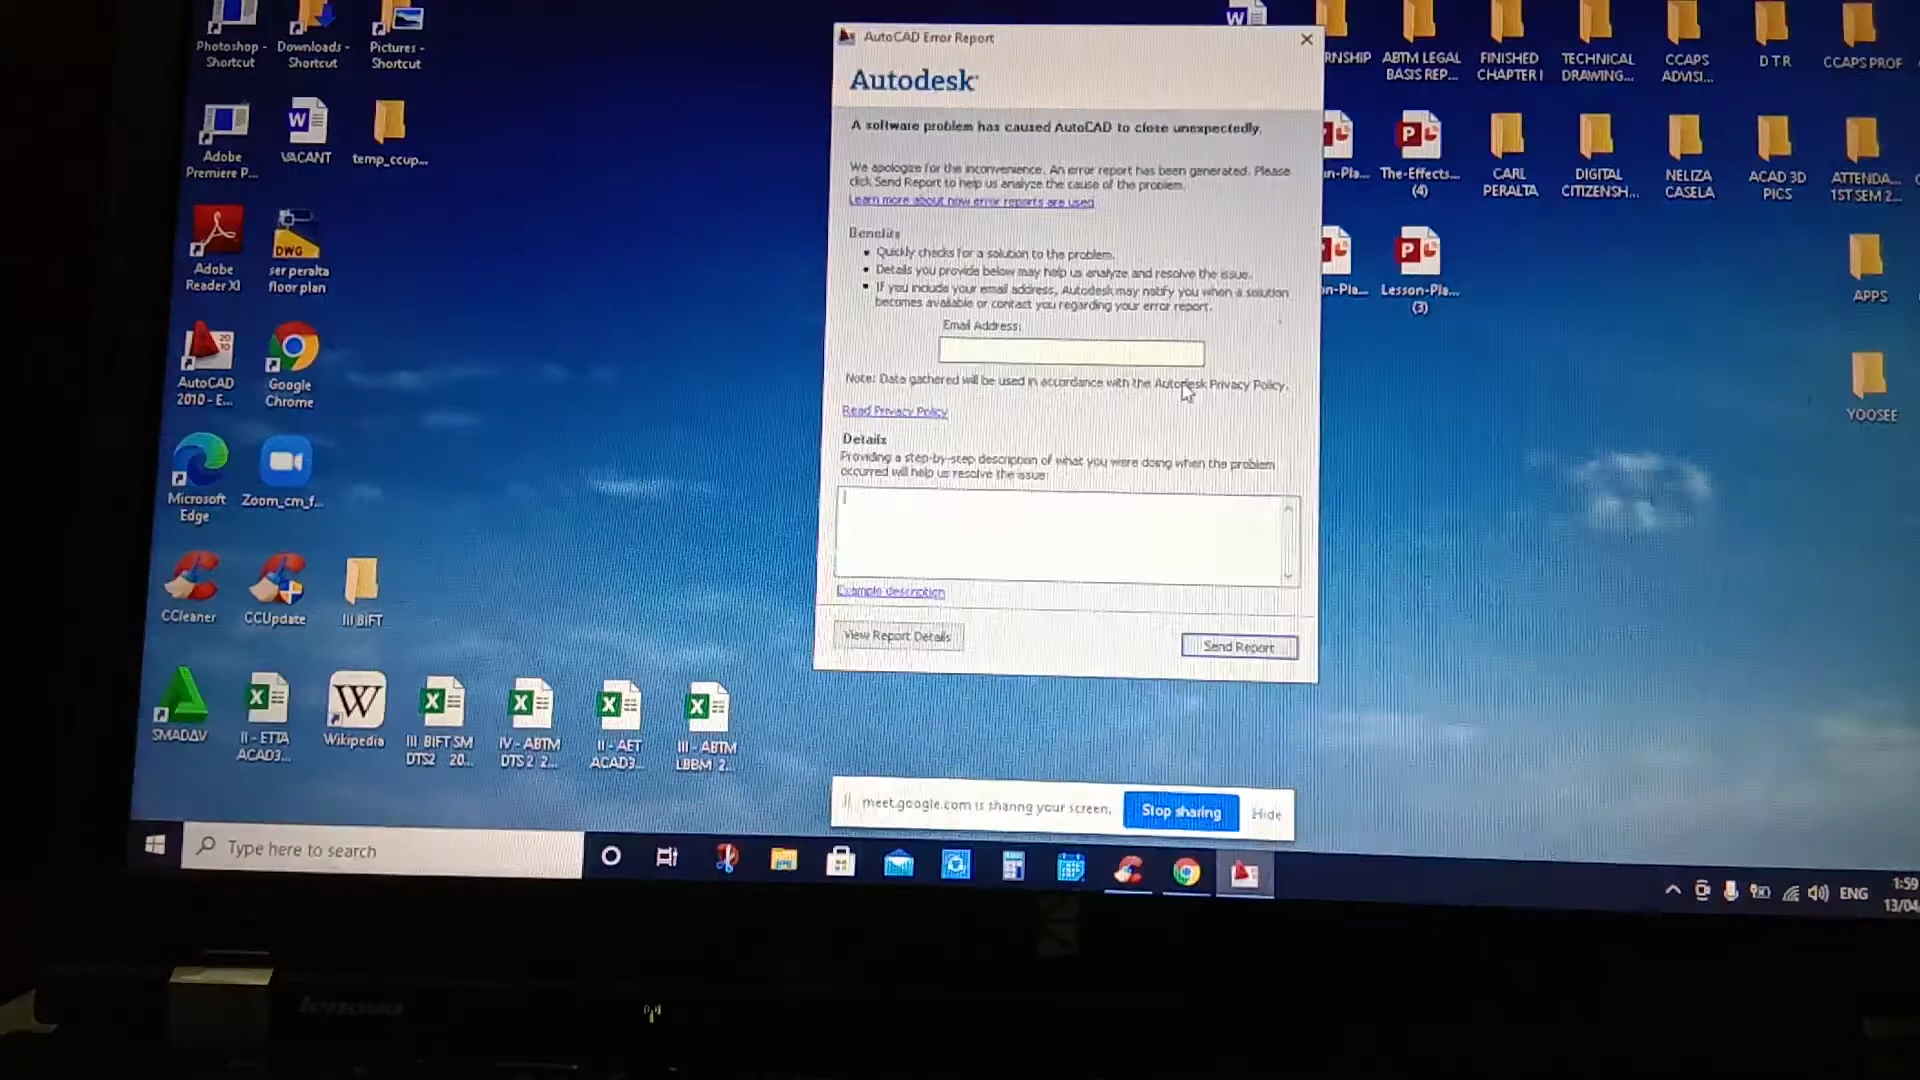 Photoshop -
Shortcut
Downloads -
Shortcut
Pictures -
Shortcut
Adobe
Premiere P...
VACANT
temp_ccup...
Adobe
Reader XI
DWG
ser peralta
floor plan
AutoCAD
2010 - E...
Google
Chrome
Microsoft
Edge
Zoom_cm_f...
CCleaner
CCUpdate
III BIFT
SMADAV
II - ETTA
ACAD3...
Wikipedia
III BIFT SM
DTS2 20...
IV - ABTM
DTS 2 2...
II - AET
ACAD3...
III - ABTM
LBBM 2...
AutoCAD Error Report
Autodesk
A software problem has caused AutoCAD to close unexpectedly.
We apologize for the inconvenience. An error report has been generated. Please
click Send Report to help us analyze the cause of the problem.
Learn more about how error reports are used
Benefits
Quickly checks for a solution to the problem.
Details you provide below may help us analyze and resolve the issue.
If you include your email address, Autodesk may notify you when a solution
becomes available or contact you regarding your error report.
Email Address:
Note: Data gathered will be used in accordance with the Autodesk Privacy Policy.
Read Privacy Policy
Details
Providing a step-by-step description of what you were doing when the problem
occurred will help us resolve the issue:
Example description
View Report Details
Send Report
RNSHIP
ABTM LEGAL
BASIS REP...
FINISHED
CHAPTER I
TECHNICAL
DRAWING...
CCAPS
ADVISI...
D T R
CCAPS PROF
n-Pla...
The-Effects...
(4)
CARL
PERALTA
DIGITAL
CITIZENSH...
NELIZA
CASELA
ACAD 3D
PICS
ATTENDA...
1ST SEM 2...
n-Pla...
Lesson-Pla...
(3)
APPS
YOOSEE
meet.google.com is sharing your screen.
Stop sharing
Hide
Type here to search
ENG
1:59
13/04
lenovo